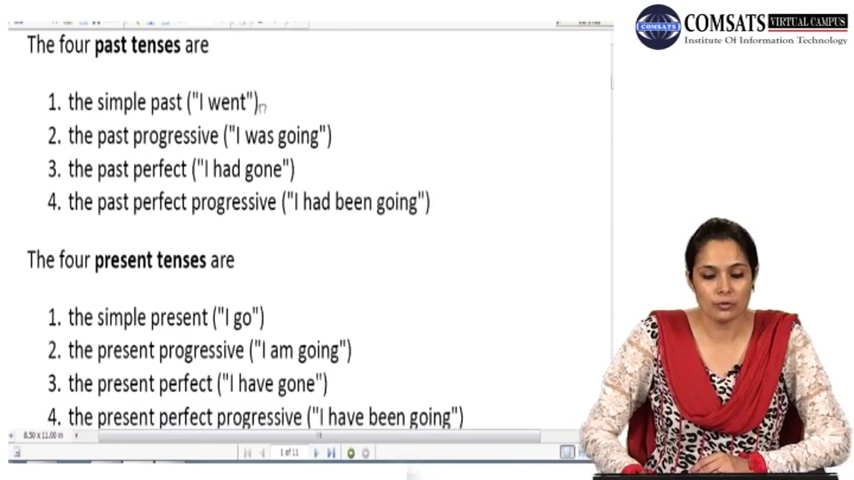 COMSATS VIRTUAL CAMPUS
COMSATS
Institute Of Information Technology
The four past tenses are
1. the simple past ("I went")
2. the past progressive ("I was going")
3. the past perfect ("I had gone")
4. the past perfect progressive ("I had been going")
The four present tenses are
1. the simple present ("I go")
2. the present progressive ("I am going")
3. the present perfect ("I have gone")
4. the present perfect progressive ("I have been going")
8.50 x 11.00 in
1 of 11